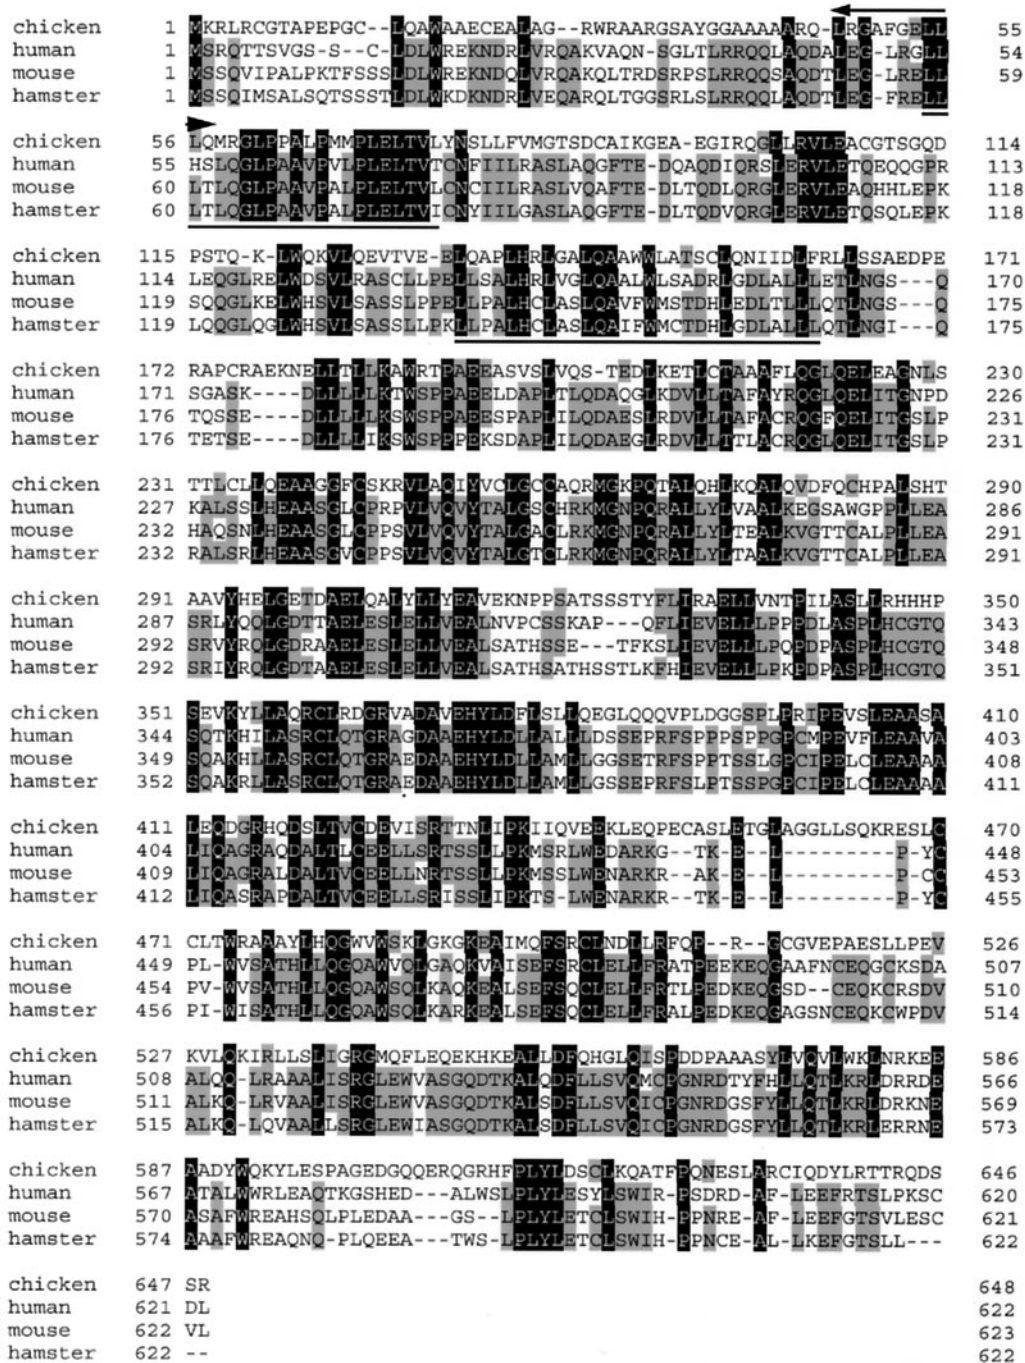 chicken 1 MKRLRCGTAPEPGC--LQAWAAECEALAG--RWRAARGSAYGGAAAAARQ-LRGAFGELL 55
human 1 MSRQTTSVGS-S--C-LDLWREKNDRLVRQAKVAQN-SGLTLRRQQLAQDALEG-LRGLL 54
mouse 1 MSSQVIPALPKTFSSSLDLWREKNDQLVRQAKQLTRDSRPSLRRQQSAQDTLEG-LRELL 59
hamster 1 MSSQIMSALSQTSSSTLDLWKDKNDRLVEQARQLTGGSRLSLRRQQLAQDTLEG-FRELL
chicken 56 LQMRGLPPALPMMPLELTVLYNSLLFVMGTSDCAIKGEA-EGIRQGLLRVLEACGTSGQD 114
human 55 HSLQGLPAAVPVLPLELTVTCNFIILRASLAQGFTE-DQAQDIQRSLERVLETQEQQGPR 113
mouse 60 LTLQGLPAAVPALPLELTVLCNCIILRASLVQAFTE-DLTQDLQRGLERVLEAQHHLEPK 118
hamster 60 LTLQGLPAAVPALPLELTVICNYIILGASLAQGFTE-DLTQDVQRGLERVLETQSQLEPK 118
chicken 115 PSTQ-K-LWQKVLQEVTVE-ELQAPLHRLGALQAAWWLATSCLQNIIDLFRLLSSAEDPE 171
human 114 LEQGLRELWDSVLRASCLLPELLSALHRLVGLQAALWLSADRLGDLALLLETLNGS---Q 170
mouse 119 SQQGLKELWHSVLSASSLLPELLPALHCLASLQAVFWMSTDHLEDLTLLLQTLNGS---Q 175
hamster 119 LQQGLQGLWHSVLSASSLLPKLLPALHCLASLQAIFWMCTDHLGDLALLLQTLNGI---Q 175
chicken 172 RAPCRAEKNELLTLLKAWRTPAEEASVSLVQS-TEDLKETLCTAAAFLQGLQELEAGNLS 230
human 171 SGASK----DLLLLLKTWSPPAEELDAPLTLQDAQGLKDVLLTAFAYRQGLQELITGNPD 226
mouse 176 TQSSE----DLLLLLKSWSPPAEESPAPLILQDAESLRDVLLTAFACRQGFQELITGSLP 231
hamster 176 TETSE----DLLLLIKSWSPPPEKSDAPLILQDAEGLRDVLLTTLACRQGLQELITGSLP 231
chicken 231 TTLCLLQEAAGGFCSKRVLAQIYVCLGCCAQRMGKPQTALQHLKQALQVDFQCHPALSHT 290
human 227 KALSSLHEAASGLCPRPVLVQVYTALGSCHRKMGNPQRALLYLVAALKEGSAWGPPLLEA 286
mouse 232 HAQSNLHEAASGLCPPSVLVQVYTALGACLRKMGNPQRALLYLTEALKVGTTCALPLLEA 291
hamster 232 RALSRLHEAASGVCPPSVLVQVYTALGTCLRKMGNPQRALLYLTAALKVGTTCALPLLEA 291
chicken 291 AAVYHELGETDAELQALYLLYEAVEKNPPSATSSSTYFLIRAELLVNTPILASLLRHHHP 350
human 287 SRLYQQLGDTTAELESLELLVEALNVPCSSKAP---QFLIEVELLLPPPDLASPLHCGTQ 343
mouse 292 SRVYRQLGDRAAELESLELLVEALSATHSSE---TFKSLIEVELLLPQPDPASPLHCGTQ 348
hamster 292 SRIYRQLGDTAAELESLELLVEALSATHSATHSSTLKFHIEVELLLPKPDPASPLHCGTQ 351
chicken 351 SEVKYLLAQRCLRDGRVADAVEHYLDFLSLLQEGLQQQVPLDGGSPLPRIPEVSLEAASA 410
human 344 SQTKHILASRCLQTGRAGDAAEHYLDLLALLLDSSEPRFSPPPSPPGPCMPEVFLEAAVA 403
mouse 349 SQAKHLLASRCLQTGRAEDAAEHYLDLLAMLLGGSETRFSPPTSSLGPCIPELCLEAAAA 408
hamster 352 SQAKRLLASRCLQTGRAEDAAEHYLDLLAMLLGSSEPRFSLPTSSPGPCIPELCLEAAAA 411
chicken 411 LEQDGRHQDSLTVCDEVISRTTNLIPKIIQVEEKLEQPECASLETGLAGGLLSQKRESLC 470
human 404 LIQAGRAQDALTLCEELLSRTSSLLPKMSRLWEDARKG--TK-E--L---------P-YC 448
mouse 409 LIQAGRALDALTVCEELLNRTSSLLPKMSSLWENARKR--AK-E--L---------P-CC 453
hamster 412 LIQASRAPDALTVCEELLSRISSLLPKTS-LWENARKR--TK-E--L---------P-YC 455
chicken 471 CLTWRAAAYLHQGWVWSKLGKGKEAIMQFSRCLNDLLRFQP--R--GCGVEPAESLLPEV 526
human 449 PL-WVSATHLLQGQAWVQLGAQKVAISEFSRCLELLFRATPEEKEQGAAFNCEQGCKSDA 507
mouse 454 PV-WVSATHLLQGQAWSQLKAQKEALSEFSQCLELLFRTLPEDKEQGSD--CEQKCRSDV 510
hamster 456 PI-WISATHLLQGQAWSQLKARKEALSEFSQCLELLFRALPEDKEQGAGSNCEQKCWPDV 514
chicken 527 KVLQKIRLLSLIGRGMQFLEQEKHKEALLDFQHGLQISPDDPAAASYLVQVLWKLNRKEE 586
human 508 ALQQ-LRAAALISRGLEWVASGQDTKALQDFLLSVQMCPGNRDTYFHLLQTLKRLDRRDE 566
mouse 511 ALKQ-LRVAALISRGLEWVASGQDTKALSDFLLSVQICPGNRDGSFYLLQTLKRLDRKNE 569
hamster 515 ALKQ-LQVAALLSRGLEWIASGQDTKALSDFLLSVQICPGNRDGSFYLLQTLKRLERRNE 573
chicken 587 AADYWQKYLESPAGEDGQQERQGRHFPLYLDSCLKQATFPQNESLARCIQDYLRTTRQDS 646
human 567 ATALWWRLEAQTKGSHED---ALWSLPLYLESYLSWIR-PSDRD-AF-LEEFRTSLPKSC 620
mouse 570 ASAFWREAHSQLPLEDAA---GS--LPLYLETCLSWIH-PPNRE-AF-LEEFGTSVLESC 621
hamster 574 AAAFWREAQNQ-PLQEEA---TWS-LPLYLETCLSWIH-PPNCE-AL-LKEFGTSLL--- 622
chicken 647 SR 648
human 621 DL 622
mouse 622 VL 623
hamster 622 -- 622